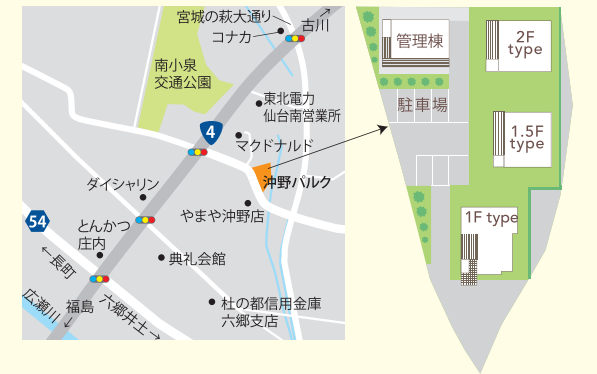 宮城の萩大通り
古川
コナカ
南小泉
交通公園
東北電力
仙台南営業所
4
マクドナルド
沖野パルク
ダイシャリン
やまや沖野店
54
とんかつ
庄内
典礼会館
←長町
広瀬川
福島
↙
六郷井土→
杜の都信用金庫
六郷支店
管理棟
2F
type
駐車場
1.5F
type
1F type